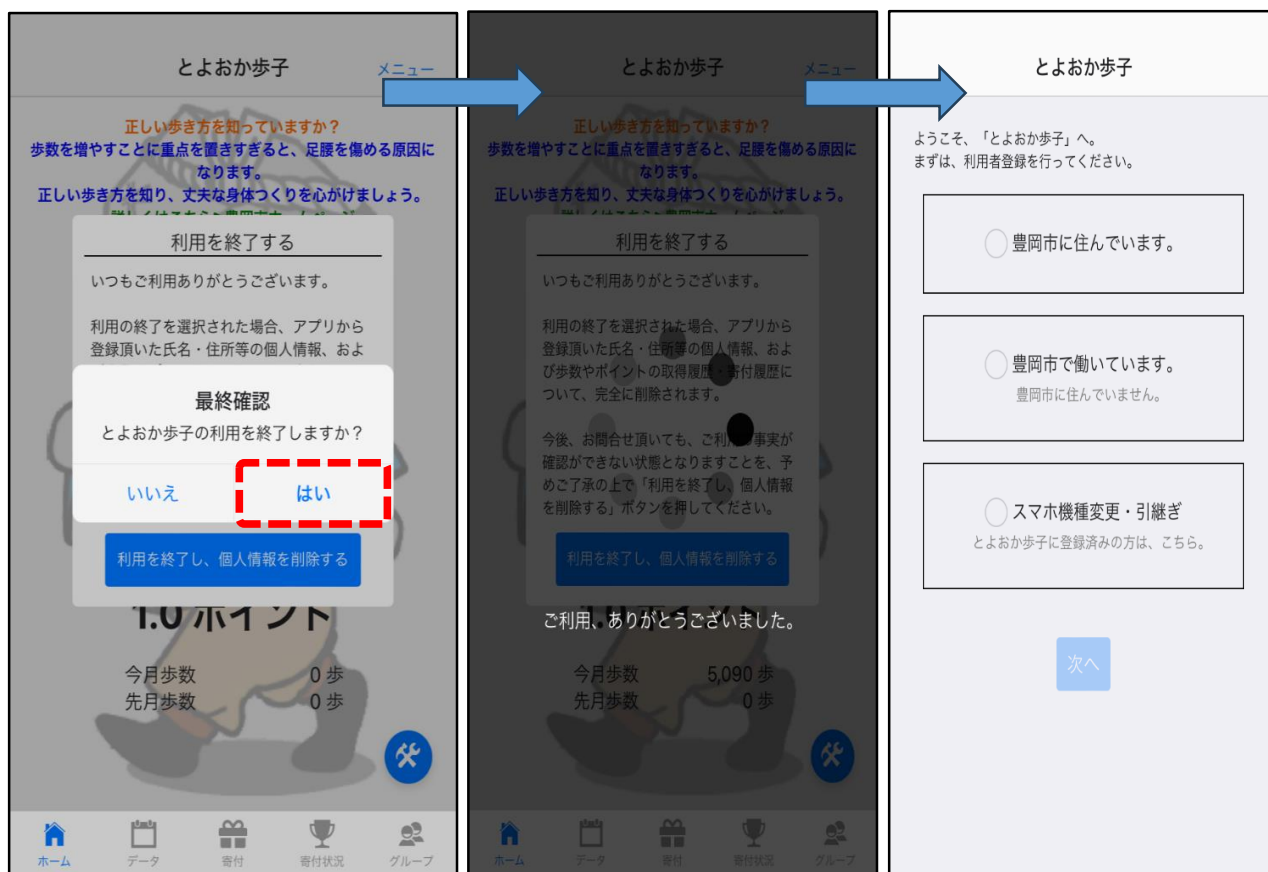 とよおか歩子
メニュー
正しい歩き方を知っていますか？
歩数を増やすことに重点を置きすぎると、足腰を傷める原因に
なります。
正しい歩き方を知り、丈夫な身体つくりを心がけましょう。
利用を終了する
いつもご利用ありがとうございます。
利用の終了を選択された場合、アプリから
登録頂いた氏名・住所等の個人情報、およ
最終確認
とよおか歩子の利用を終了しますか？
いいえ
はい
利用を終了し、個人情報を削除する
1.0 ポイント
今月歩数 0 歩
先月歩数 0 歩
ホーム
データ
寄付
寄付状況
グループ
とよおか歩子
メニュー
正しい歩き方を知っていますか？
歩数を増やすことに重点を置きすぎると、足腰を傷める原因に
なります。
正しい歩き方を知り、丈夫な身体つくりを心がけましょう。
利用を終了する
いつもご利用ありがとうございます。
利用の終了を選択された場合、アプリから
登録頂いた氏名・住所等の個人情報、およ
び歩数やポイントの取得履歴・寄付履歴に
ついて、完全に削除されます。
今後、お問合せ頂いても、ご利用の事実が
確認ができない状態となりますことを、予
めご了承の上で「利用を終了し、個人情報
を削除する」ボタンを押してください。
利用を終了し、個人情報を削除する
ご利用、ありがとうございました。
今月歩数 5,090 歩
先月歩数 0 歩
ホーム
データ
寄付
寄付状況
グループ
とよおか歩子
ようこそ、「とよおか歩子」へ。
まずは、利用者登録を行ってください。
豊岡市に住んでいます。
豊岡市で働いています。
豊岡市に住んでいません。
スマホ機種変更・引継ぎ
とよおか歩子に登録済みの方は、こちら。
次へ